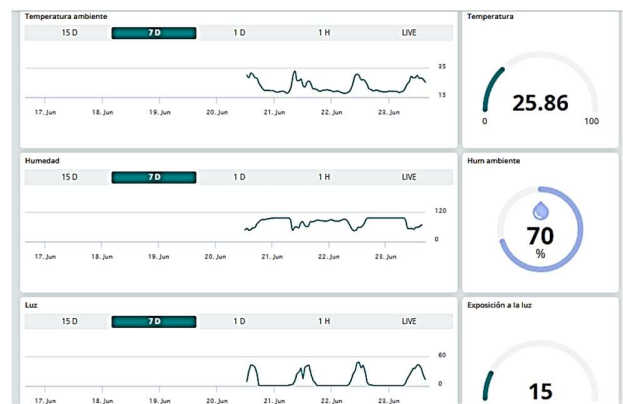 Temperatura ambiente
15 D 7 D 1 D 1 H LIVE
35
15
17. Jun 18. Jun 19. Jun 20. Jun 21. Jun 22. Jun 23. Jun
Temperatura
25.86
0 100
Humedad
15 D 7 D 1 D 1 H LIVE
120
0
17. Jun 18. Jun 19. Jun 20. Jun 21. Jun 22. Jun 23. Jun
Hum ambiente
70
%
Luz
15 D 7 D 1 D 1 H LIVE
60
0
17. Jun 18. Jun 19. Jun 20. Jun 21. Jun 22. Jun 23. Jun
Exposición a la luz
15